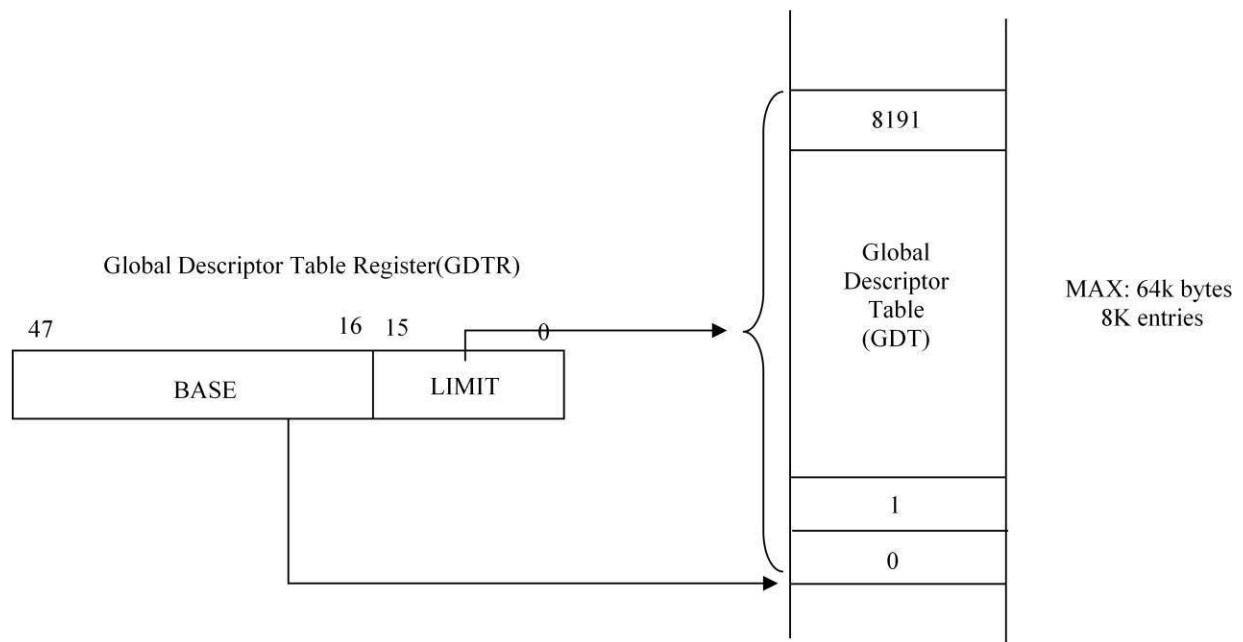 8191
Global
Descriptor
Table
(GDT)
MAX: 64k bytes
8K entries
Global Descriptor Table Register(GDTR)
47
16
15
0
BASE
LIMIT
1
0